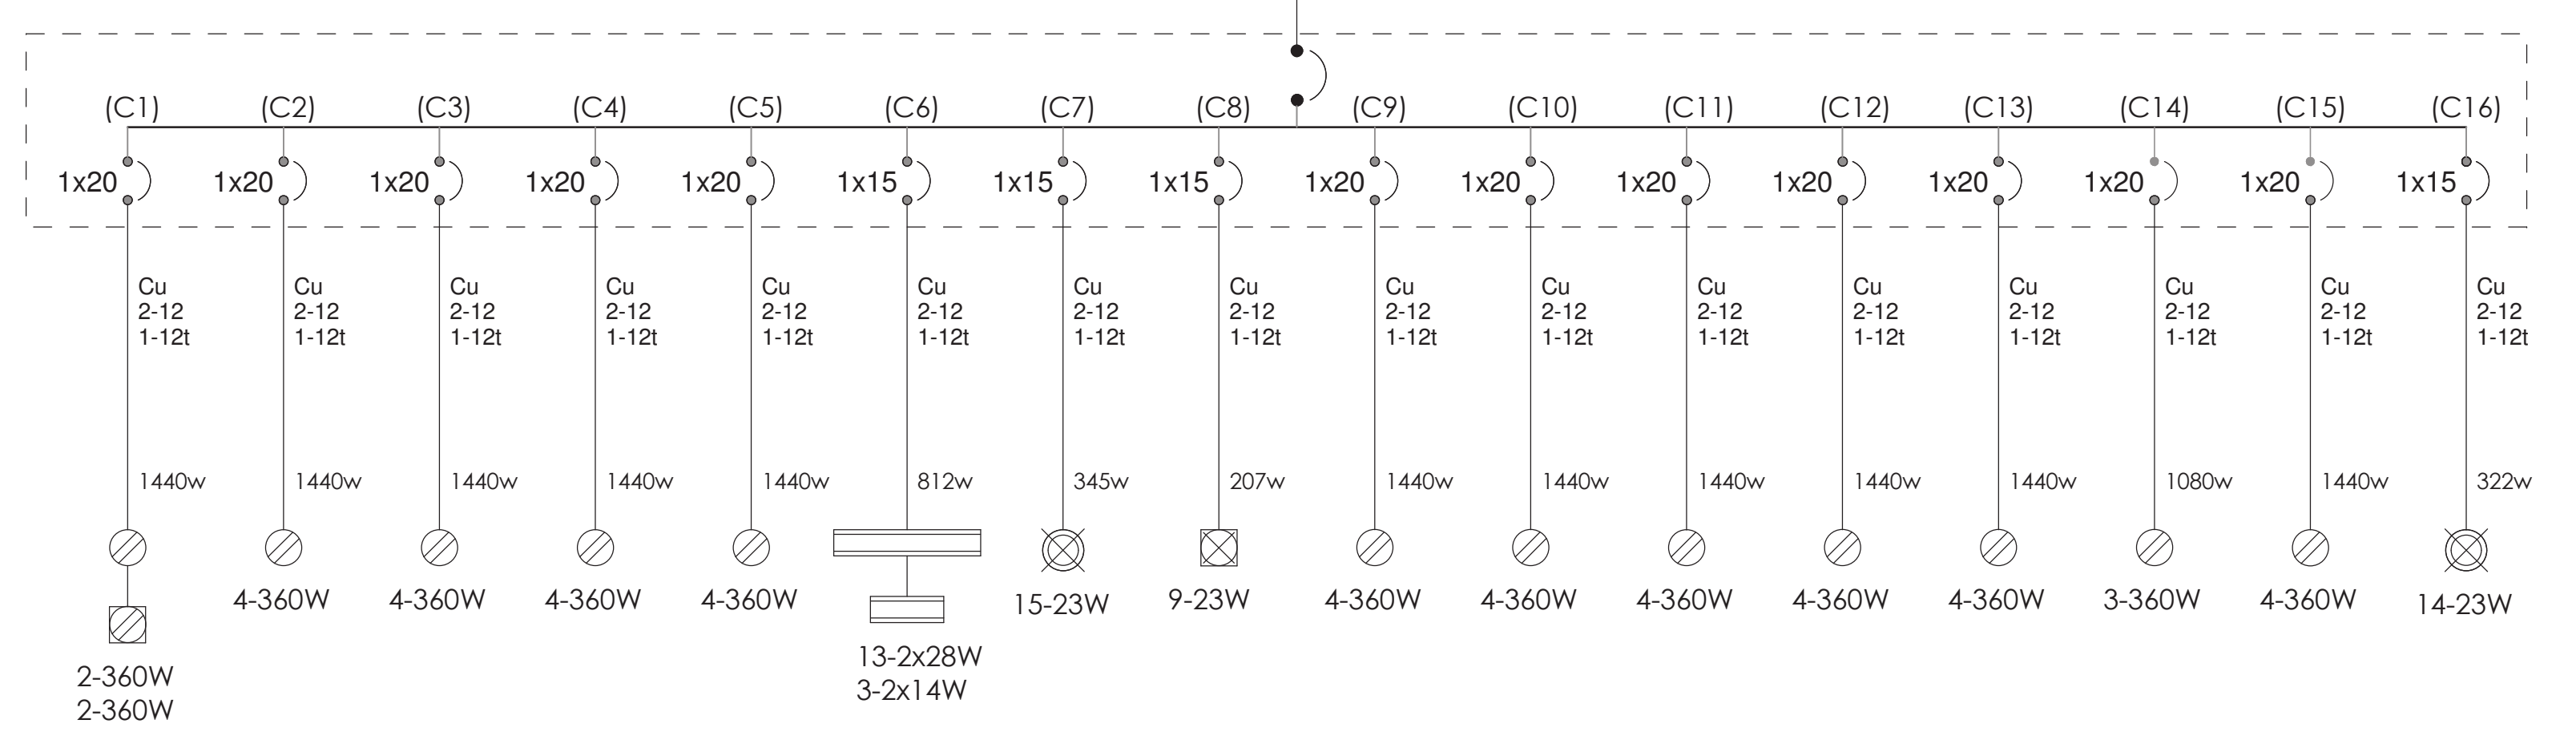 (C1) (C2) (C3) (C4) (C5) (C6) (C7) (C8) (C9) (C10) (C11) (C12) (C13) (C14) (C15) (C16)
1x20 1x20 1x20 1x20 1x20 1x15 1x15 1x15 1x20 1x20 1x20 1x20 1x20 1x20 1x20 1x15
Cu Cu Cu Cu Cu Cu Cu Cu Cu Cu Cu Cu Cu Cu Cu Cu
2-12 2-12 2-12 2-12 2-12 2-12 2-12 2-12 2-12 2-12 2-12 2-12 2-12 2-12 2-12 2-12
1-12t 1-12t 1-12t 1-12t 1-12t 1-12t 1-12t 1-12t 1-12t 1-12t 1-12t 1-12t 1-12t 1-12t 1-12t 1-12t
1440w 1440w 1440w 1440w 1440w 812w 345w 207w 1440w 1440w 1440w 1440w 1440w 1080w 1440w 322w
4-360W 4-360W 4-360W 4-360W 15-23W 9-23W 4-360W 4-360W 4-360W 4-360W 4-360W 3-360W 4-360W 14-23W
2-360W 13-2x28W
2-360W 3-2x14W